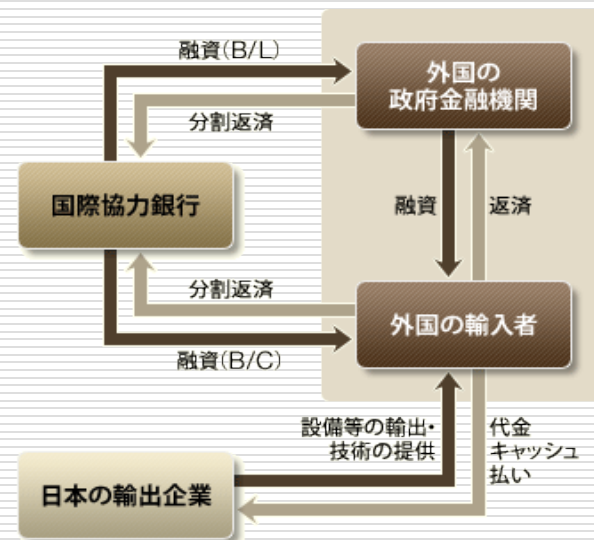 融資(B/L)
外国の
政府金融機関
分割返済
国際協力銀行
融資
返済
分割返済
外国の輸入者
融資(B/C)
設備等の輸出・
技術の提供
代金
キャッシュ
払い
日本の輸出企業